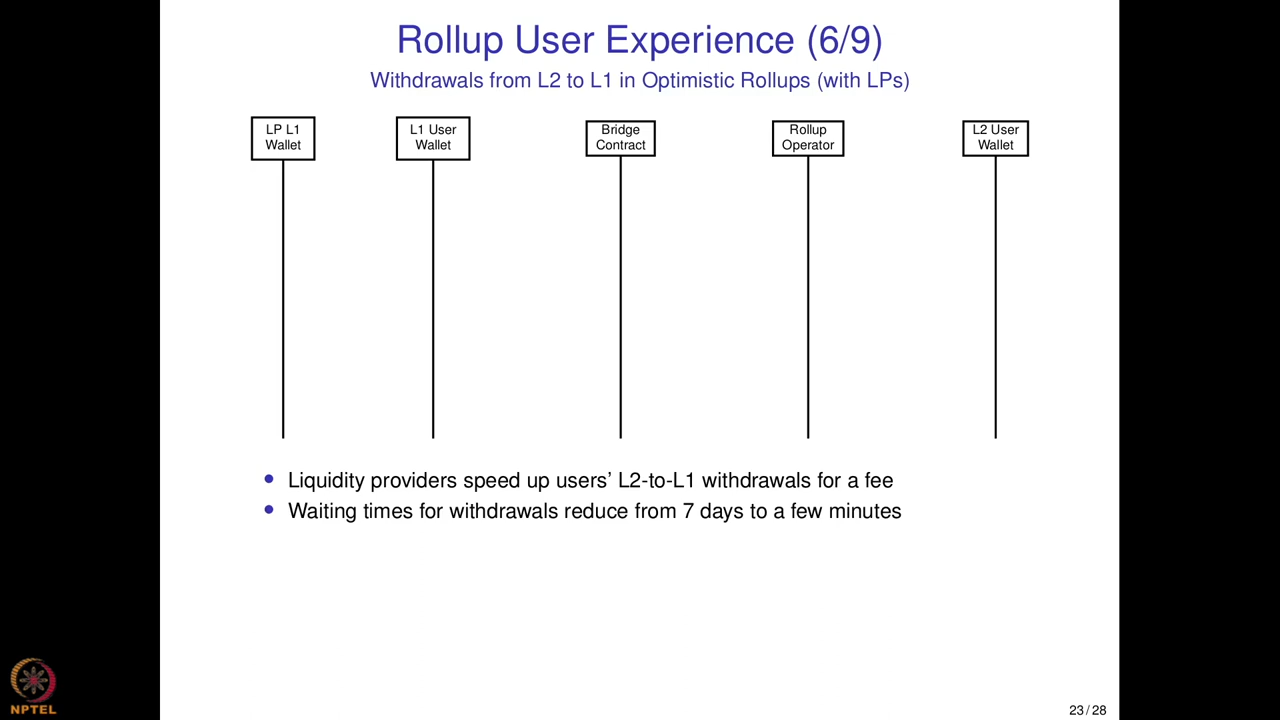 Rollup User Experience (6/9)
Withdrawals from L2 to L1 in Optimistic Rollups (with LPs)
LP L1
Wallet
L1 User
Wallet
Bridge
Contract
Rollup
Operator
L2 User
Wallet
Liquidity providers speed up users’ L2-to-L1 withdrawals for a fee
Waiting times for withdrawals reduce from 7 days to a few minutes
NPTEL
23 / 28